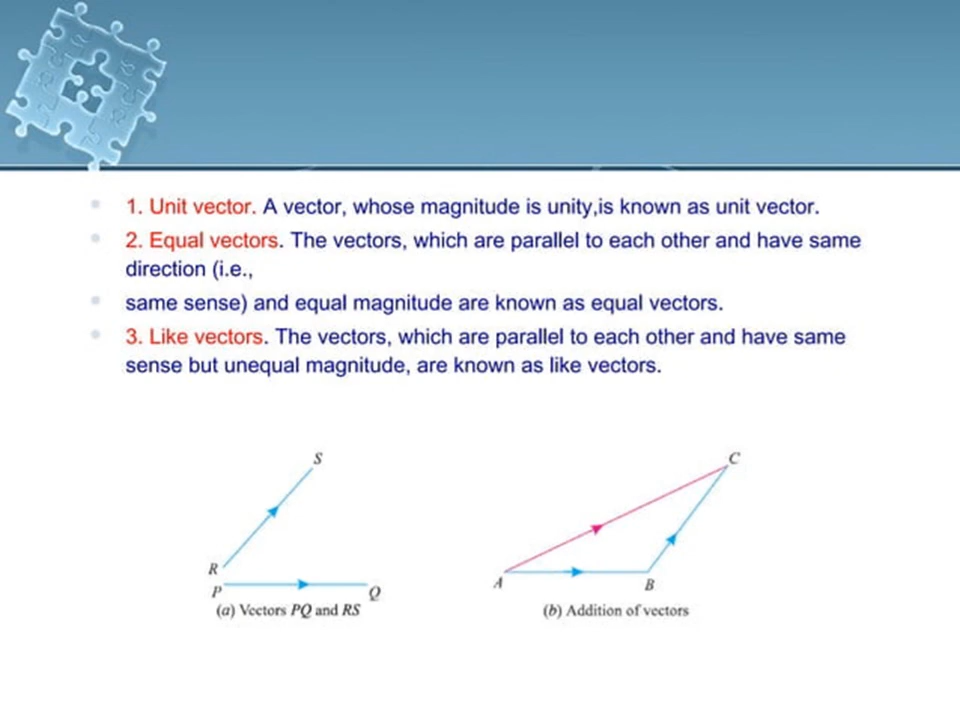 1. Unit vector. A vector, whose magnitude is unity,is known as unit vector.
2. Equal vectors. The vectors, which are parallel to each other and have same
direction (i.e.,
same sense) and equal magnitude are known as equal vectors.
3. Like vectors. The vectors, which are parallel to each other and have same
sense but unequal magnitude, are known as like vectors.
S
R
P
Q
(a) Vectors PQ and RS
C
A
B
(b) Addition of vectors